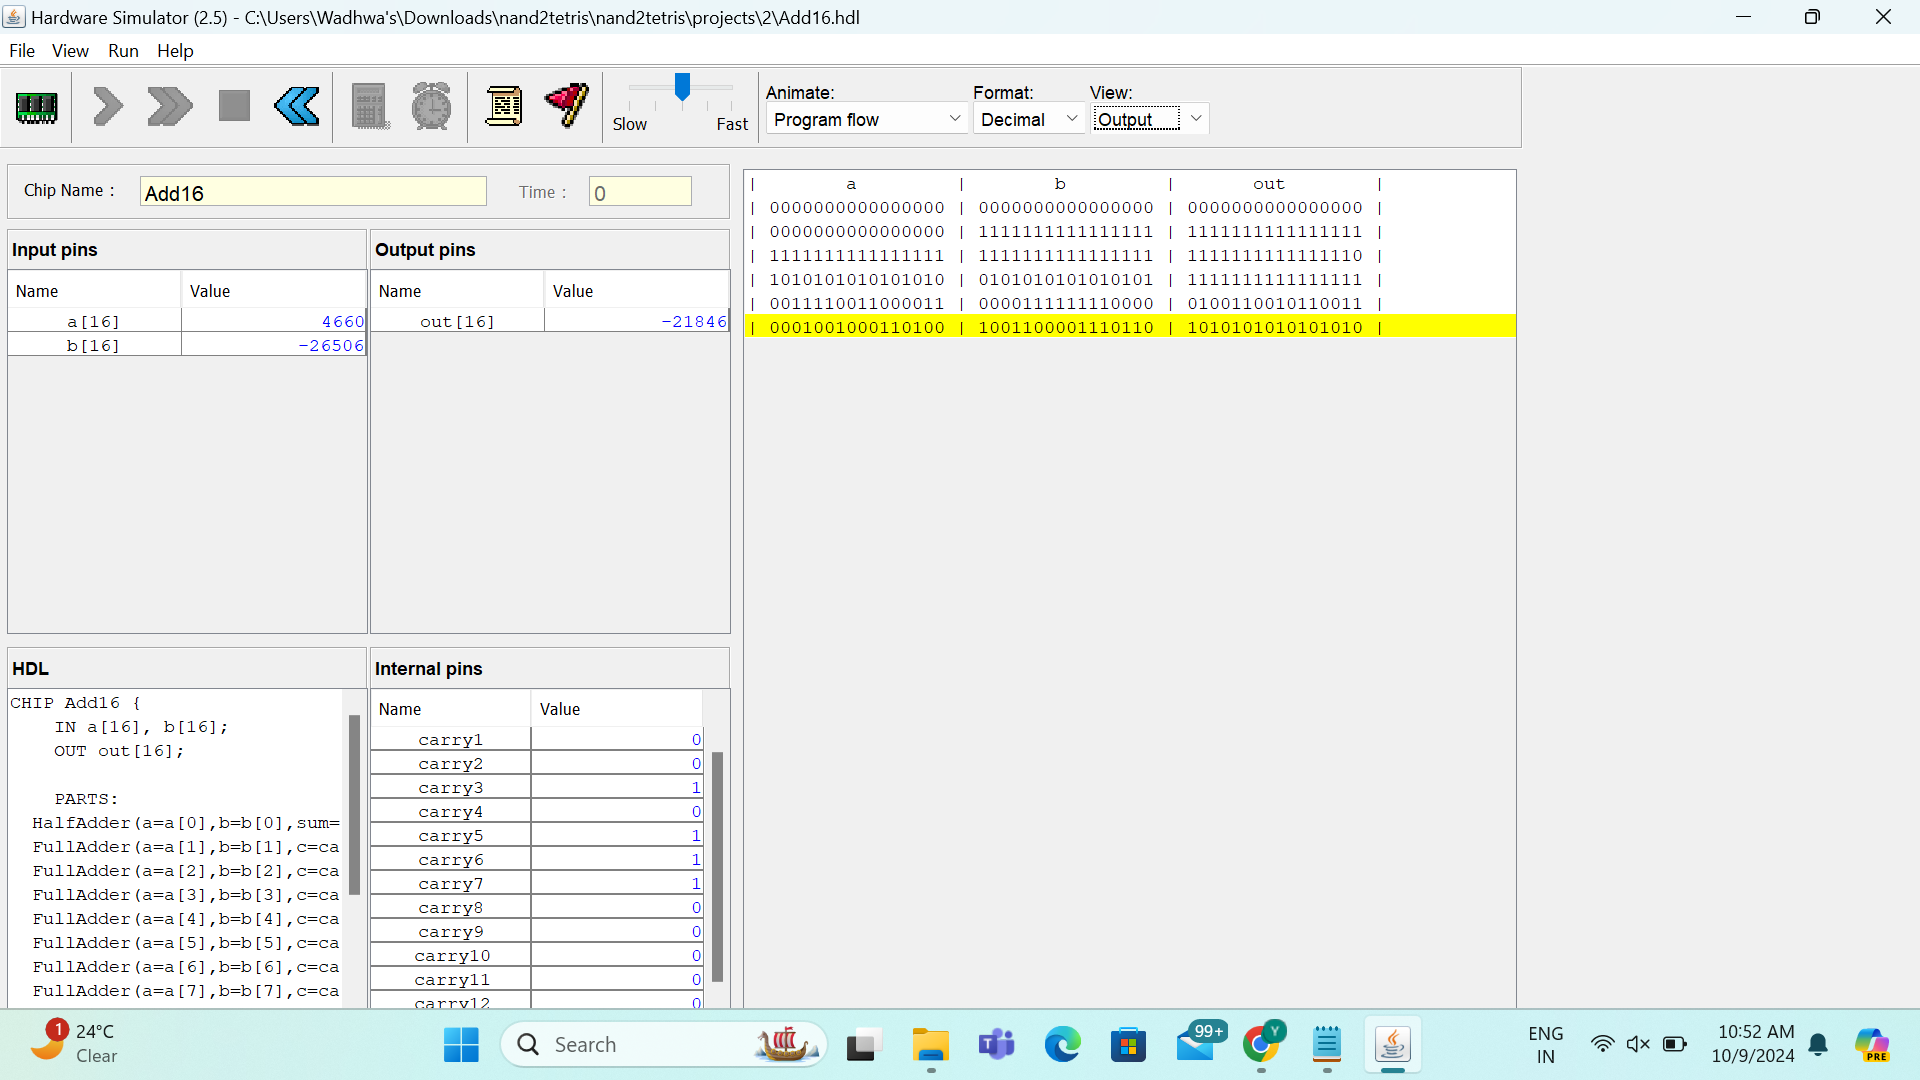 Hardware Simulator (2.5) - C:\Users\Wadhwa's\Downloads\nand2tetris\nand2tetris\projects\2\Add16.hdl
File View Run Help
Slow Fast
Animate:
Program flow
Format:
Decimal
View:
Output
Chip Name :
Add16
Time :
0
Input pins
Name Value
a[16] 4660
b[16] -26506
Output pins
Name Value
out[16] -21846
| a | b | out |
| 0000000000000000 | 0000000000000000 | 0000000000000000 |
| 0000000000000000 | 1111111111111111 | 1111111111111111 |
| 1111111111111111 | 1111111111111111 | 1111111111111110 |
| 1010101010101010 | 0101010101010101 | 1111111111111111 |
| 0011110011000011 | 0000111111110000 | 0100110010110011 |
| 0001001000110100 | 1001100001110110 | 1010101010101010 |
HDL
CHIP Add16 {
IN a[16], b[16];
OUT out[16];
PARTS:
HalfAdder(a=a[0],b=b[0],sum=
FullAdder(a=a[1],b=b[1],c=ca
FullAdder(a=a[2],b=b[2],c=ca
FullAdder(a=a[3],b=b[3],c=ca
FullAdder(a=a[4],b=b[4],c=ca
FullAdder(a=a[5],b=b[5],c=ca
FullAdder(a=a[6],b=b[6],c=ca
FullAdder(a=a[7],b=b[7],c=ca
Internal pins
Name Value
carry1 0
carry2 0
carry3 1
carry4 0
carry5 1
carry6 1
carry7 1
carry8 0
carry9 0
carry10 0
carry11 0
carry12 0
1
24°C
Clear
Search
99+
Y
ENG
IN
10:52 AM
10/9/2024
PRE